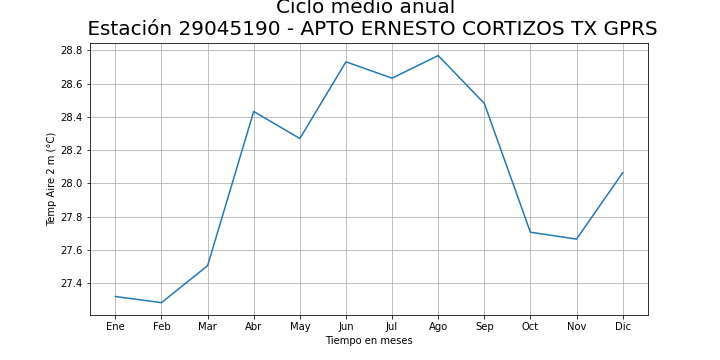 Ciclo medio anual
Estación 29045190 - APTO ERNESTO CORTIZOS TX GPRS
28.8
28.6
28.4
28.2
28.0
27.8
27.6
27.4
Temp Aire 2 m (°C)
Ene Feb Mar Abr May Jun Jul Ago Sep Oct Nov Dic
Tiempo en meses